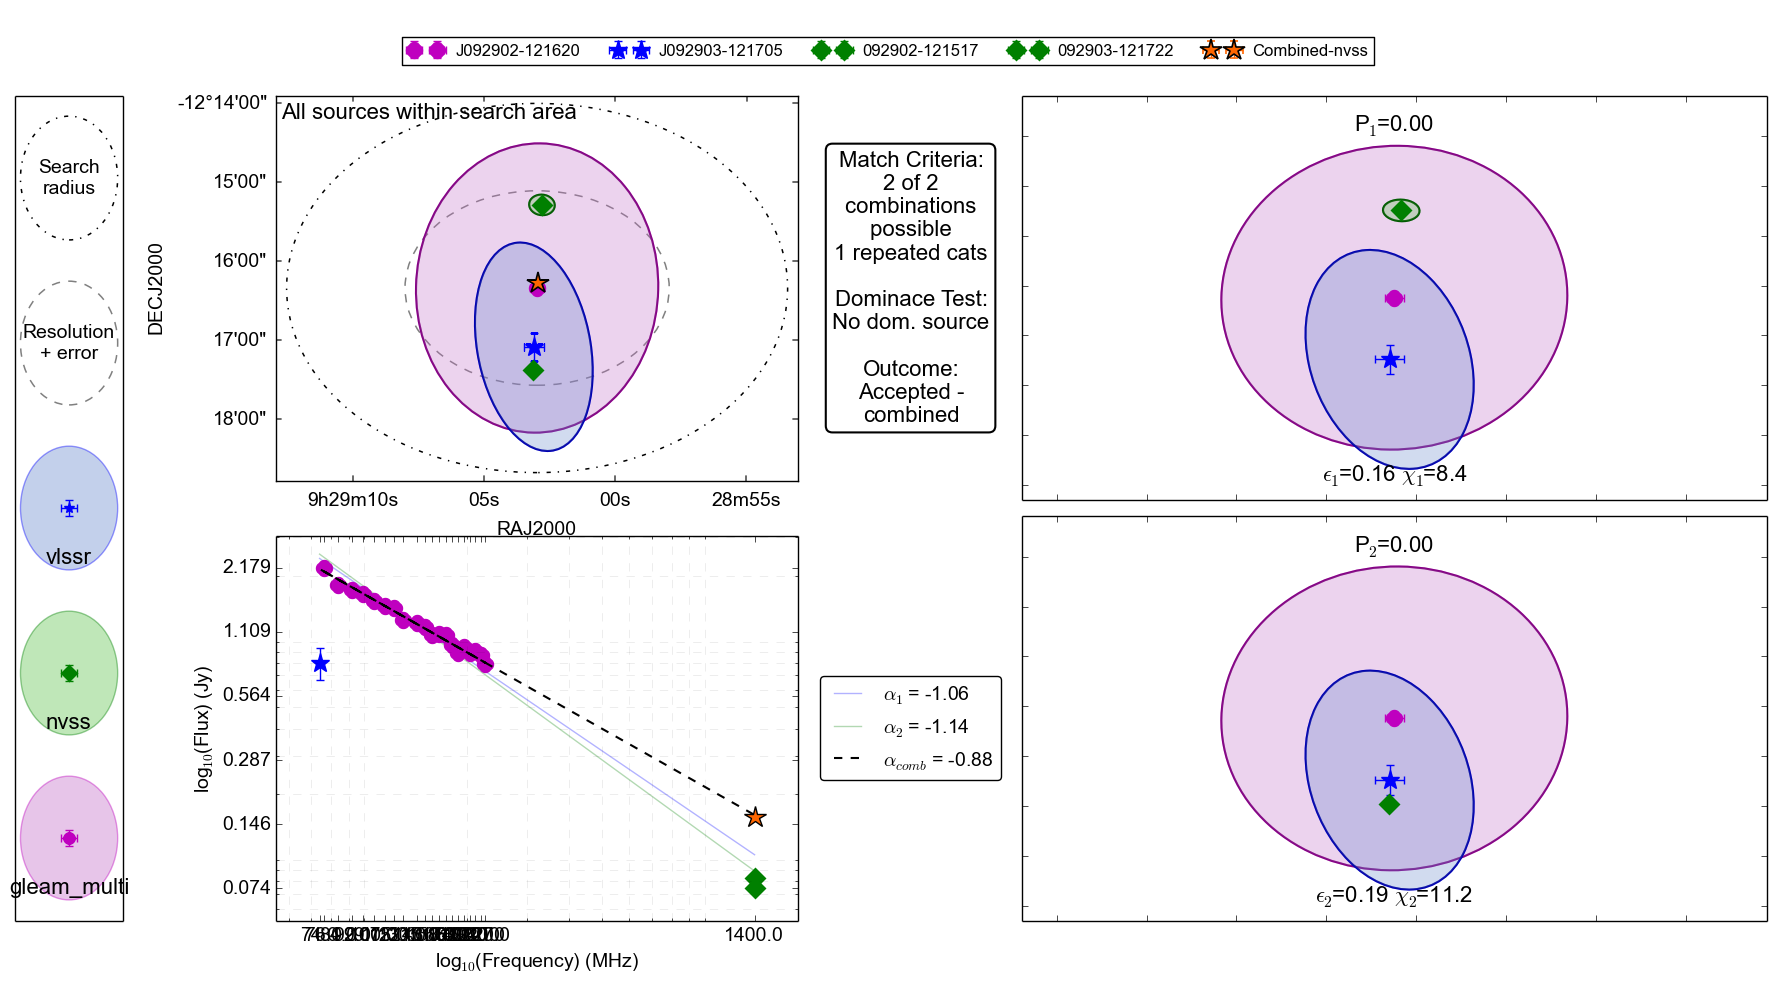 J092902-121620 J092903-121705 092902-121517 092903-121722 Combined-nvss
Search
radius
Resolution
+ error
vlssr
nvss
gleam_multi
All sources within search area
-12°14'00"
15'00"
16'00"
17'00"
18'00"
DECJ2000
9h29m10s 05s 00s 28m55s
RAJ2000
Match Criteria:
2 of 2
combinations
possible
1 repeated cats
Dominace Test:
No dom. source
Outcome:
Accepted -
combined
P1=0.00
ϵ1=0.16 χ1=8.4
P2=0.00
ϵ2=0.19 χ2=11.2
2.179
1.109
0.564
0.287
0.146
0.074
log10(Flux) (Jy)
1400.0
log10(Frequency) (MHz)
α1 = -1.06
α2 = -1.14
αcomb = -0.88